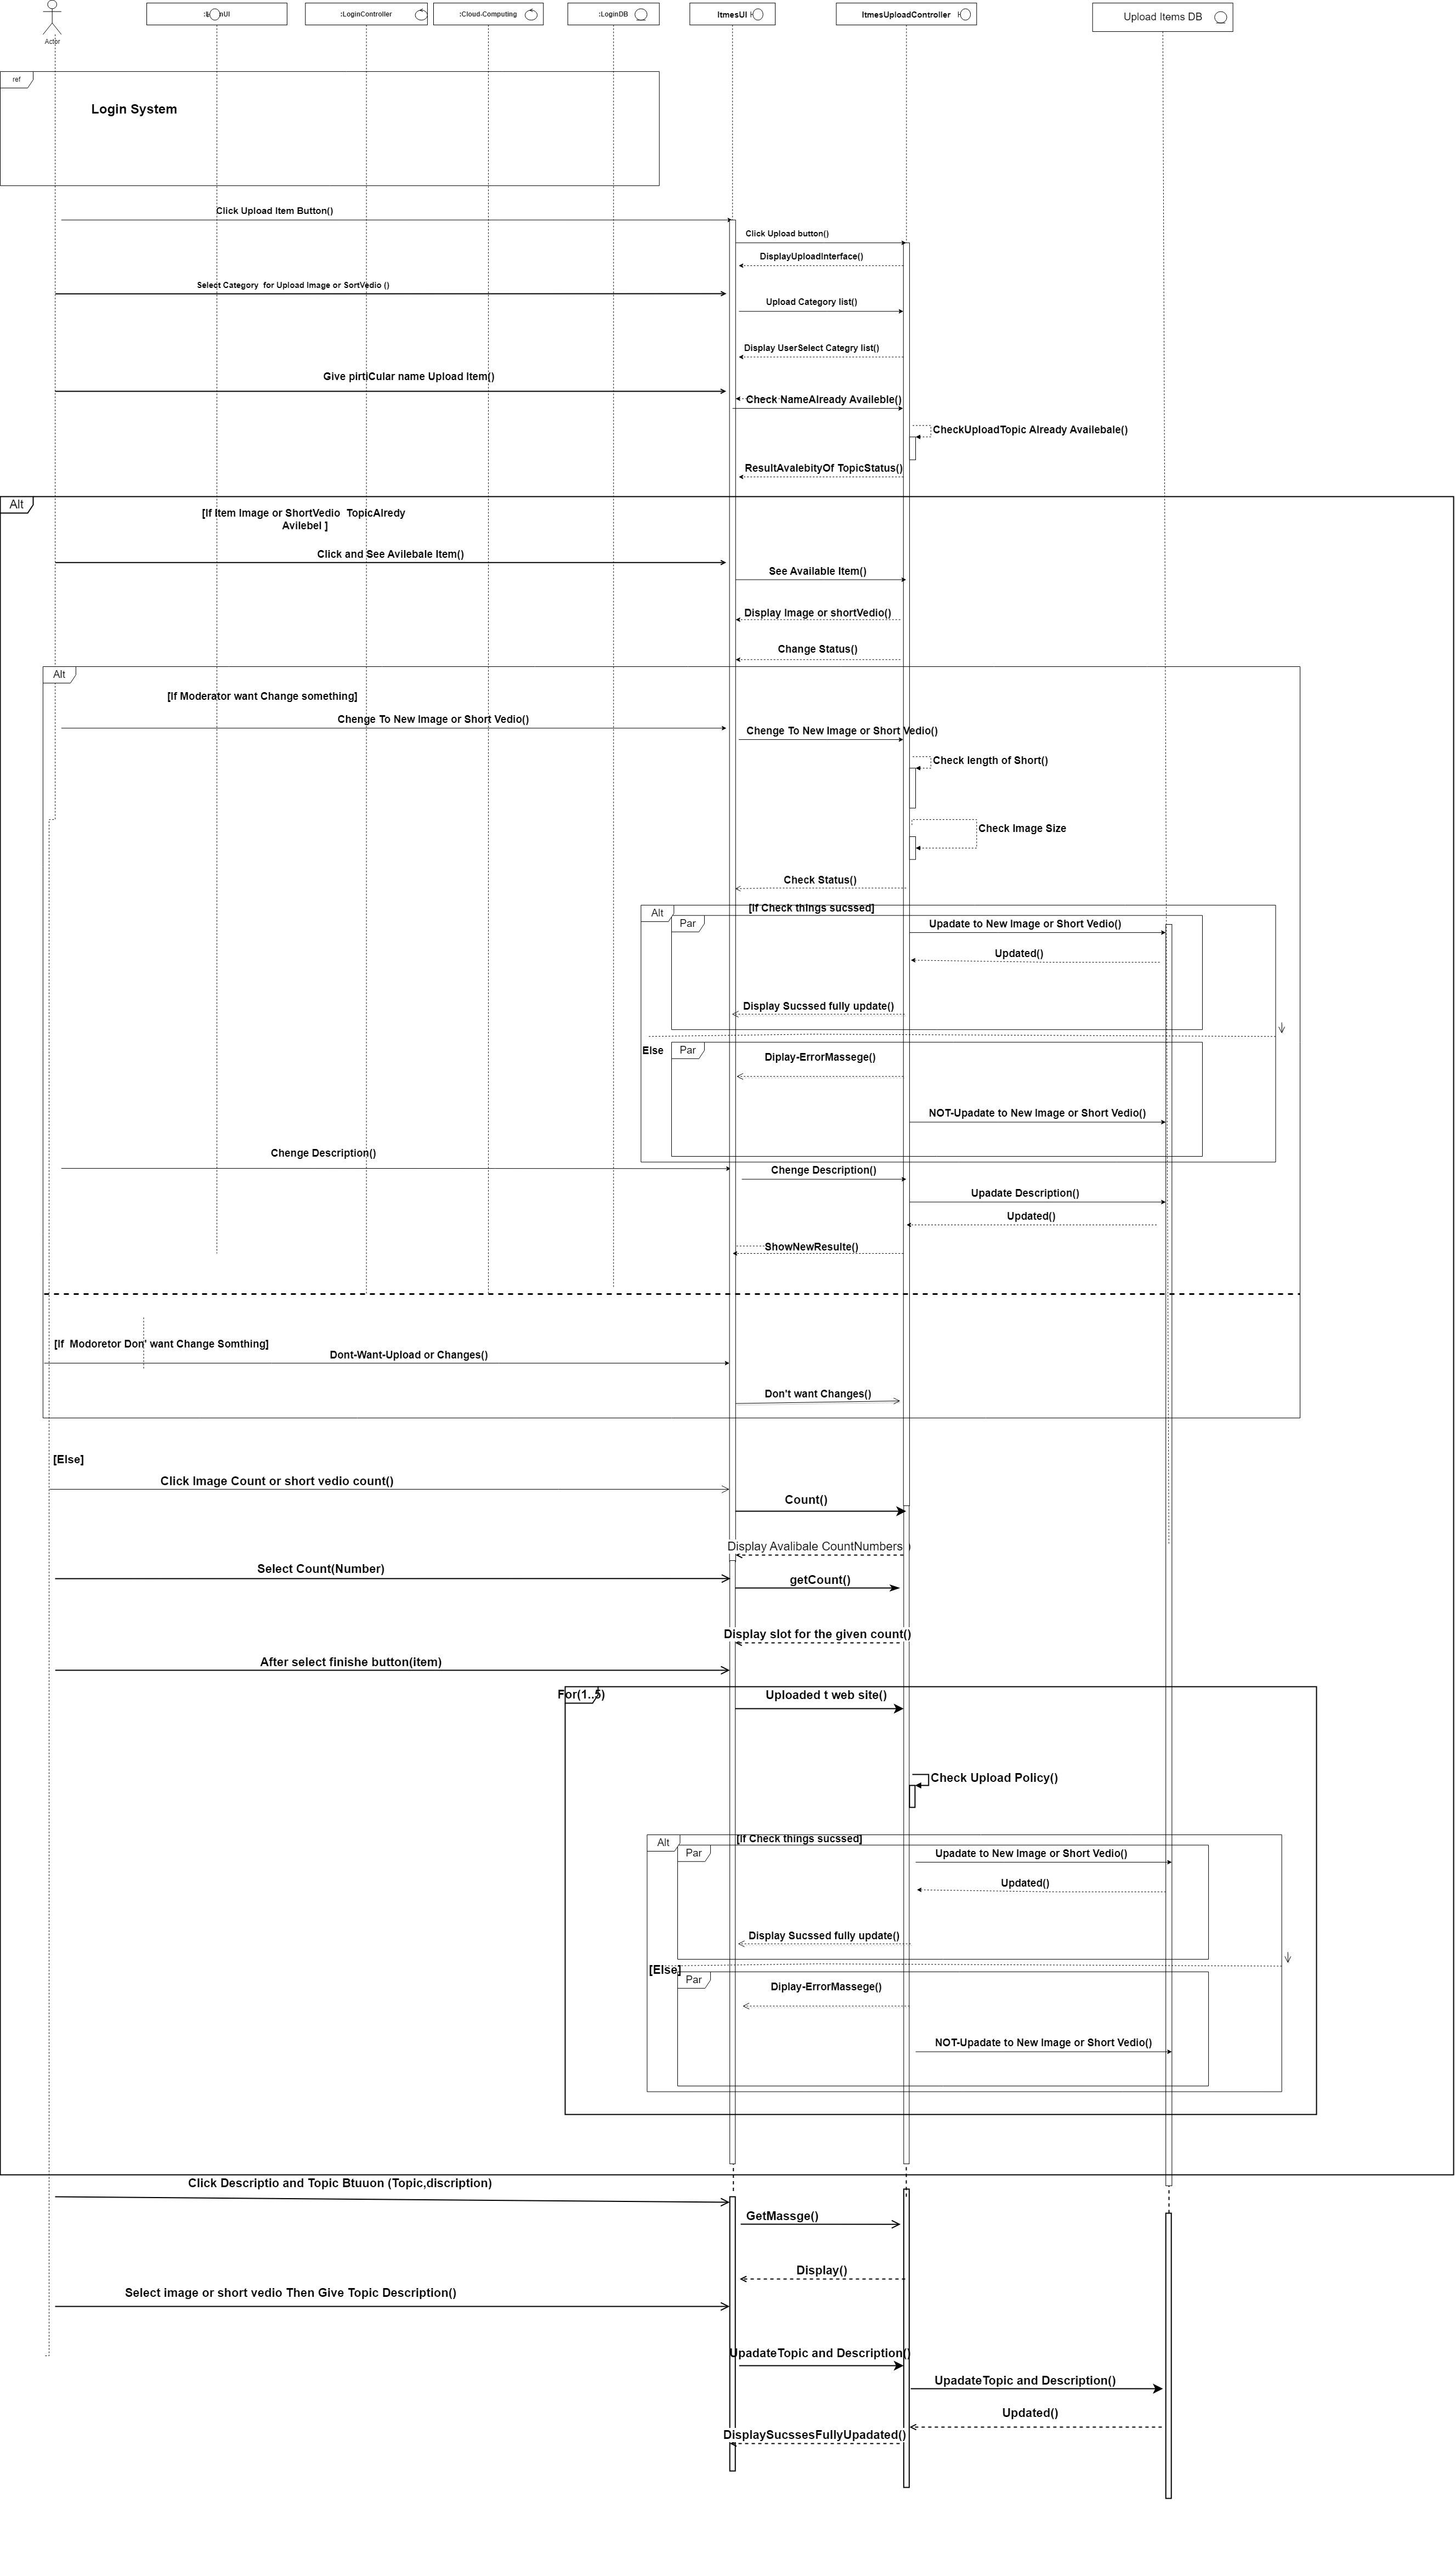 Actor
:LoginController
:Cloud-Computing
:LoginDB
ItmesUI
ItmesUploadController
Upload Items DB
ref
Login System
Click Upload Item Button()
Click Upload button()
DisplayUploadInterface()
Select Category for Upload Image or SortVedio ()
Upload Category list()
Display UserSelect Categry list()
Give pirtiCular name Upload Item()
Check NameAlready Availeble()
CheckUploadTopic Already Availebale()
ResultAvalebityOf TopicStatus()
Alt
[If Item Image or ShortVedio TopicAlredy
Avilebel ]
Click and See Avilebale Item()
See Available Item()
Display Image or shortVedio()
Change Status()
Alt
[If Moderator want Change something]
Chenge To New Image or Short Vedio()
Chenge To New Image or Short Vedio()
Check length of Short()
Check Image Size
Check Status()
Alt
[If Check things sucssed]
Par
Upadate to New Image or Short Vedio()
Updated()
Display Sucssed fully update()
Else
Par
Diplay-ErrorMassege()
NOT-Upadate to New Image or Short Vedio()
Chenge Description()
Chenge Description()
Upadate Description()
Updated()
ShowNewResulte()
[If Modoretor Don' want Change Somthing]
Dont-Want-Upload or Changes()
Don't want Changes()
[Else]
Click Image Count or short vedio count()
Count()
Display Avalibale CountNumbers()
Select Count(Number)
getCount()
Display slot for the given count()
After select finishe button(item)
For(1..5)
Uploaded t web site()
Check Upload Policy()
Alt
[If Check things sucssed]
Par
Upadate to New Image or Short Vedio()
Updated()
Display Sucssed fully update()
[Else]
Par
Diplay-ErrorMassege()
NOT-Upadate to New Image or Short Vedio()
Click Descriptio and Topic Btuuon (Topic,discription)
GetMassge()
Display()
Select image or short vedio Then Give Topic Description()
UpadateTopic and Description()
UpadateTopic and Description()
Updated()
DisplaySucssesFullyUpadated()